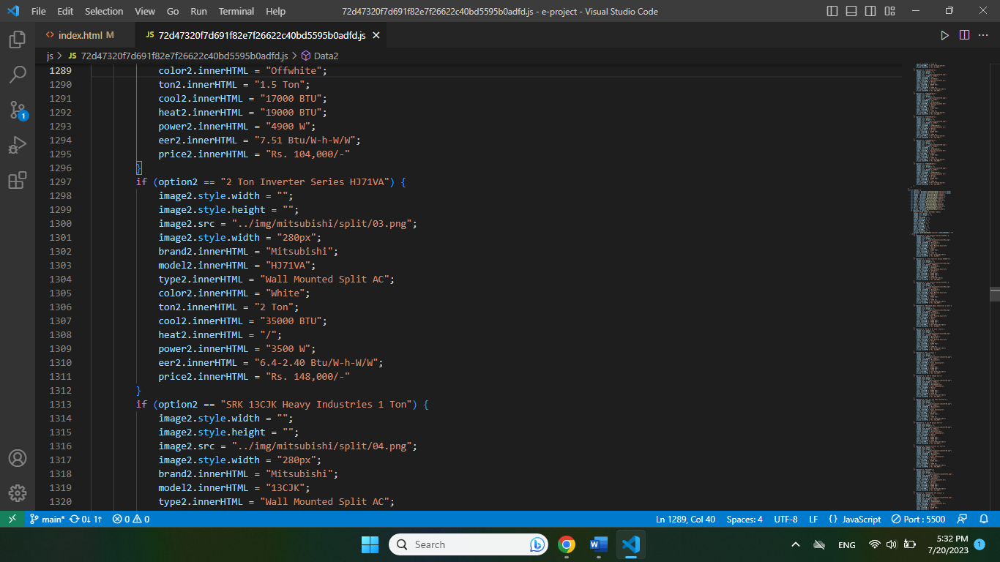 File Edit Selection View Go Run Terminal Help
72d47320f7d691f82e7f26622c40bd5595b0adfd.js - e-project - Visual Studio Code
index.html M
JS 72d47320f7d691f82e7f26622c40bd5595b0adfd.js
js > JS 72d47320f7d691f82e7f26622c40bd5595b0adfd.js > Data2
1289 color2.innerHTML = "Offwhite";
1290 ton2.innerHTML = "1.5 Ton";
1291 cool2.innerHTML = "17000 BTU";
1292 heat2.innerHTML = "19000 BTU";
1293 power2.innerHTML = "4900 W";
1294 eer2.innerHTML = "7.51 Btu/W-h-W/W";
1295 price2.innerHTML = "Rs. 104,000/-"
1296 }
1297 if (option2 == "2 Ton Inverter Series HJ71VA") {
1298 image2.style.width = "";
1299 image2.style.height = "";
1300 image2.src = "../img/mitsubishi/split/03.png";
1301 image2.style.width = "280px";
1302 brand2.innerHTML = "Mitsubishi";
1303 model2.innerHTML = "HJ71VA";
1304 type2.innerHTML = "Wall Mounted Split AC";
1305 color2.innerHTML = "White";
1306 ton2.innerHTML = "2 Ton";
1307 cool2.innerHTML = "35000 BTU";
1308 heat2.innerHTML = "/";
1309 power2.innerHTML = "3500 W";
1310 eer2.innerHTML = "6.4-2.40 Btu/W-h-W/W";
1311 price2.innerHTML = "Rs. 148,000/-"
1312 }
1313 if (option2 == "SRK 13CJK Heavy Industries 1 Ton") {
1314 image2.style.width = "";
1315 image2.style.height = "";
1316 image2.src = "../img/mitsubishi/split/04.png";
1317 image2.style.width = "280px";
1318 brand2.innerHTML = "Mitsubishi";
1319 model2.innerHTML = "13CJK";
1320 type2.innerHTML = "Wall Mounted Split AC";
1
main* 0↓ 1↑ 0 0
Ln 1289, Col 40 Spaces: 4 UTF-8 LF {} JavaScript Port : 5500
Search
ENG
5:32 PM
7/20/2023 1